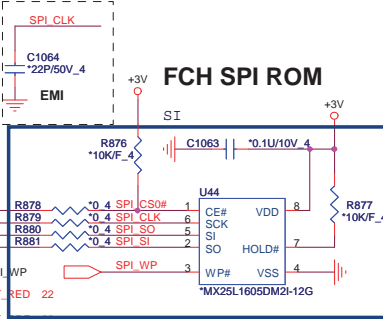 SPI_CLK
C1064
*22P/50V_4
EMI
+3V
FCH SPI ROM
+3V
SI
R876
*10K/F_4
C1063
*0.1U/10V_4
R877
*10K/F_4
U44
R878 *0_4 SPI_CS0# 1 CE# VDD 8
R879 *0_4 SPI_CLK 6 SCK
R880 *0_4 SPI_SO 5 SI
R881 *0_4 SPI_SI 2 SO HOLD# 7
I_WP SPI_WP 3 WP# VSS 4
*MX25L1605DM2I-12G
_RED 22